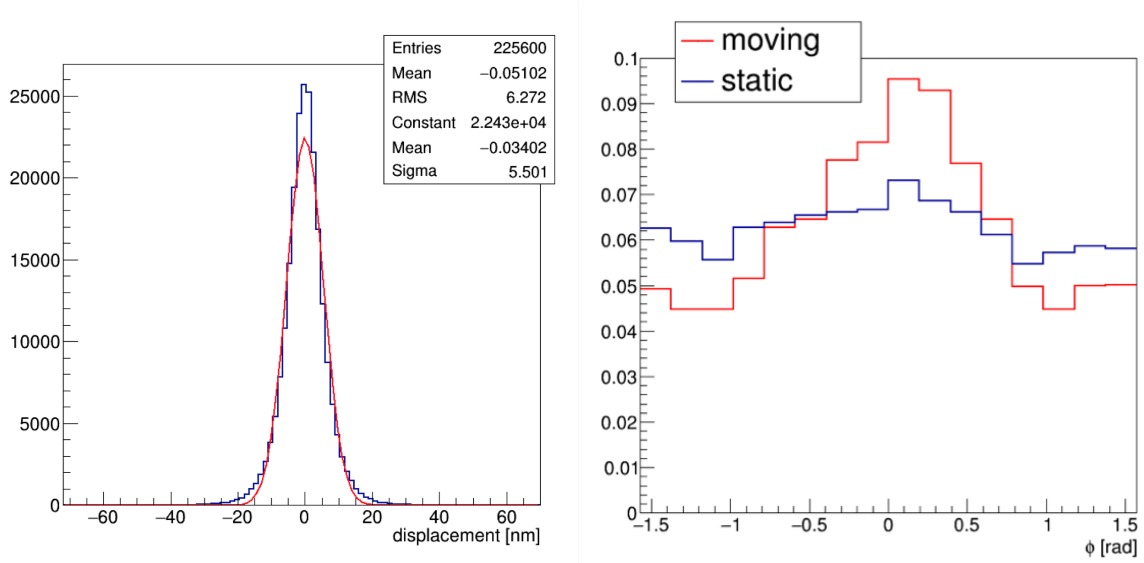 Entries 225600
Mean −0.05102
RMS 6.272
Constant 2.243e+04
Mean −0.03402
Sigma 5.501
25000
20000
15000
10000
5000
0
−60 −40 −20 0 20 40 60
displacement [nm]
moving
static
0.1
0.09
0.08
0.07
0.06
0.05
0.04
0.03
0.02
0.01
0
−1.5 −1 −0.5 0 0.5 1 1.5
ϕ [rad]